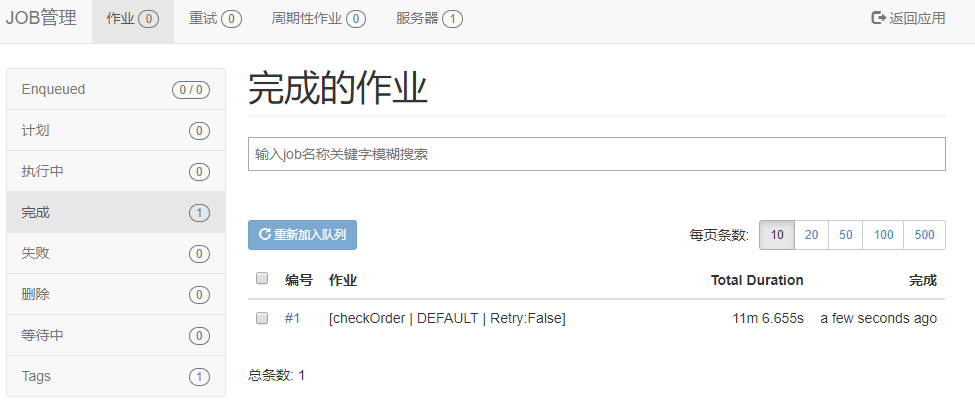 JOB管理 作业 0 重试 0 周期性作业 0 服务器 1 返回应用
Enqueued 0 / 0
计划 0
执行中 0
完成 1
失败 0
删除 0
等待中 0
Tags 1
完成的作业
输入job名称关键字模糊搜索
重新加入队列 每页条数: 10 20 50 100 500
编号 作业 Total Duration 完成
#1 [checkOrder | DEFAULT | Retry:False] 11m 6.655s a few seconds ago
总条数: 1